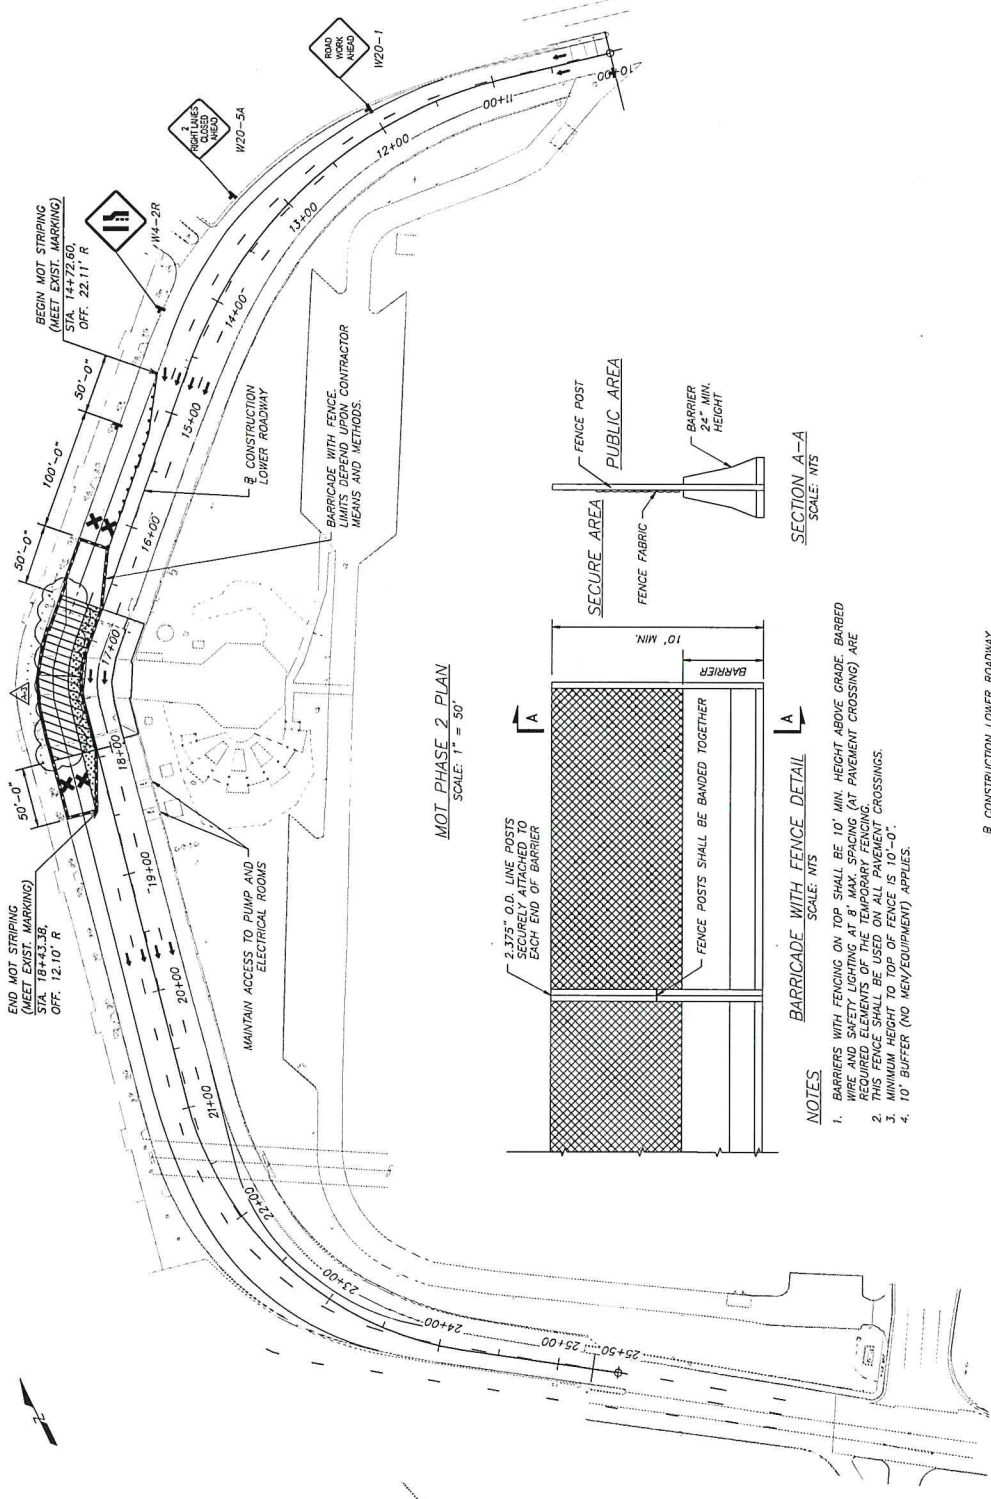 ROAD
WORK
AHEAD
W20-1
2
RIGHT LANES
CLOSED
AHEAD
W20-5A
W4-2R
BEGIN MOT STRIPING
(MEET EXIST. MARKING)
STA. 14+72.60,
OFF. 22.11' R
50'-0"
100'-0"
50'-0"
50'-0"
END MOT STRIPING
(MEET EXIST. MARKING)
STA. 18+43.38,
OFF. 12.10' R
10+00
11+00
12+00
13+00
14+00
15+00
16+00
17+00
18+00
19+00
20+00
21+00
22+00
23+00
24+00
25+00
25+50
CONSTRUCTION
LOWER ROADWAY
BARRICADE WITH FENCE.
LIMITS DEPEND UPON CONTRACTOR
MEANS AND METHODS.
MAINTAIN ACCESS TO PUMP AND
ELECTRICAL ROOMS
MOT PHASE 2 PLAN
SCALE: 1" = 50'
2.375" O.D. LINE POSTS
SECURELY ATTACHED TO
EACH END OF BARRIER
FENCE POSTS SHALL BE BANDED TOGETHER
A
A
BARRIER
10' MIN.
BARRICADE WITH FENCE DETAIL
SCALE: NTS
SECURE AREA
PUBLIC AREA
FENCE POST
FENCE FABRIC
BARRIER
24" MIN.
HEIGHT
SECTION A-A
SCALE: NTS
NOTES
1. BARRIERS WITH FENCING ON TOP SHALL BE 10' MIN. HEIGHT ABOVE GRADE. BARBED
WIRE AND SAFETY LIGHTING AT 8' MAX. SPACING (AT PAVEMENT CROSSING) ARE
REQUIRED ELEMENTS OF THE TEMPORARY FENCING.
2. THIS FENCE SHALL BE USED ON ALL PAVEMENT CROSSINGS.
3. MINIMUM HEIGHT TO TOP OF FENCE IS 10'-0".
4. 10' BUFFER (NO MEN/EQUIPMENT) APPLIES.
CONSTRUCTION LOWER ROADWAY